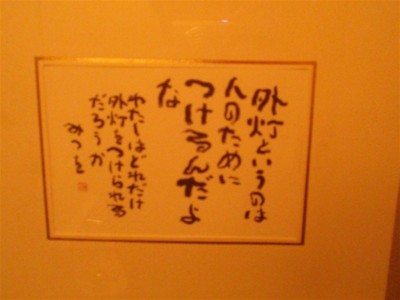 外灯というのは
人のために
つけるんだよ
な
わたしはどれだけ
外灯をつけられる
だろうか
みつを